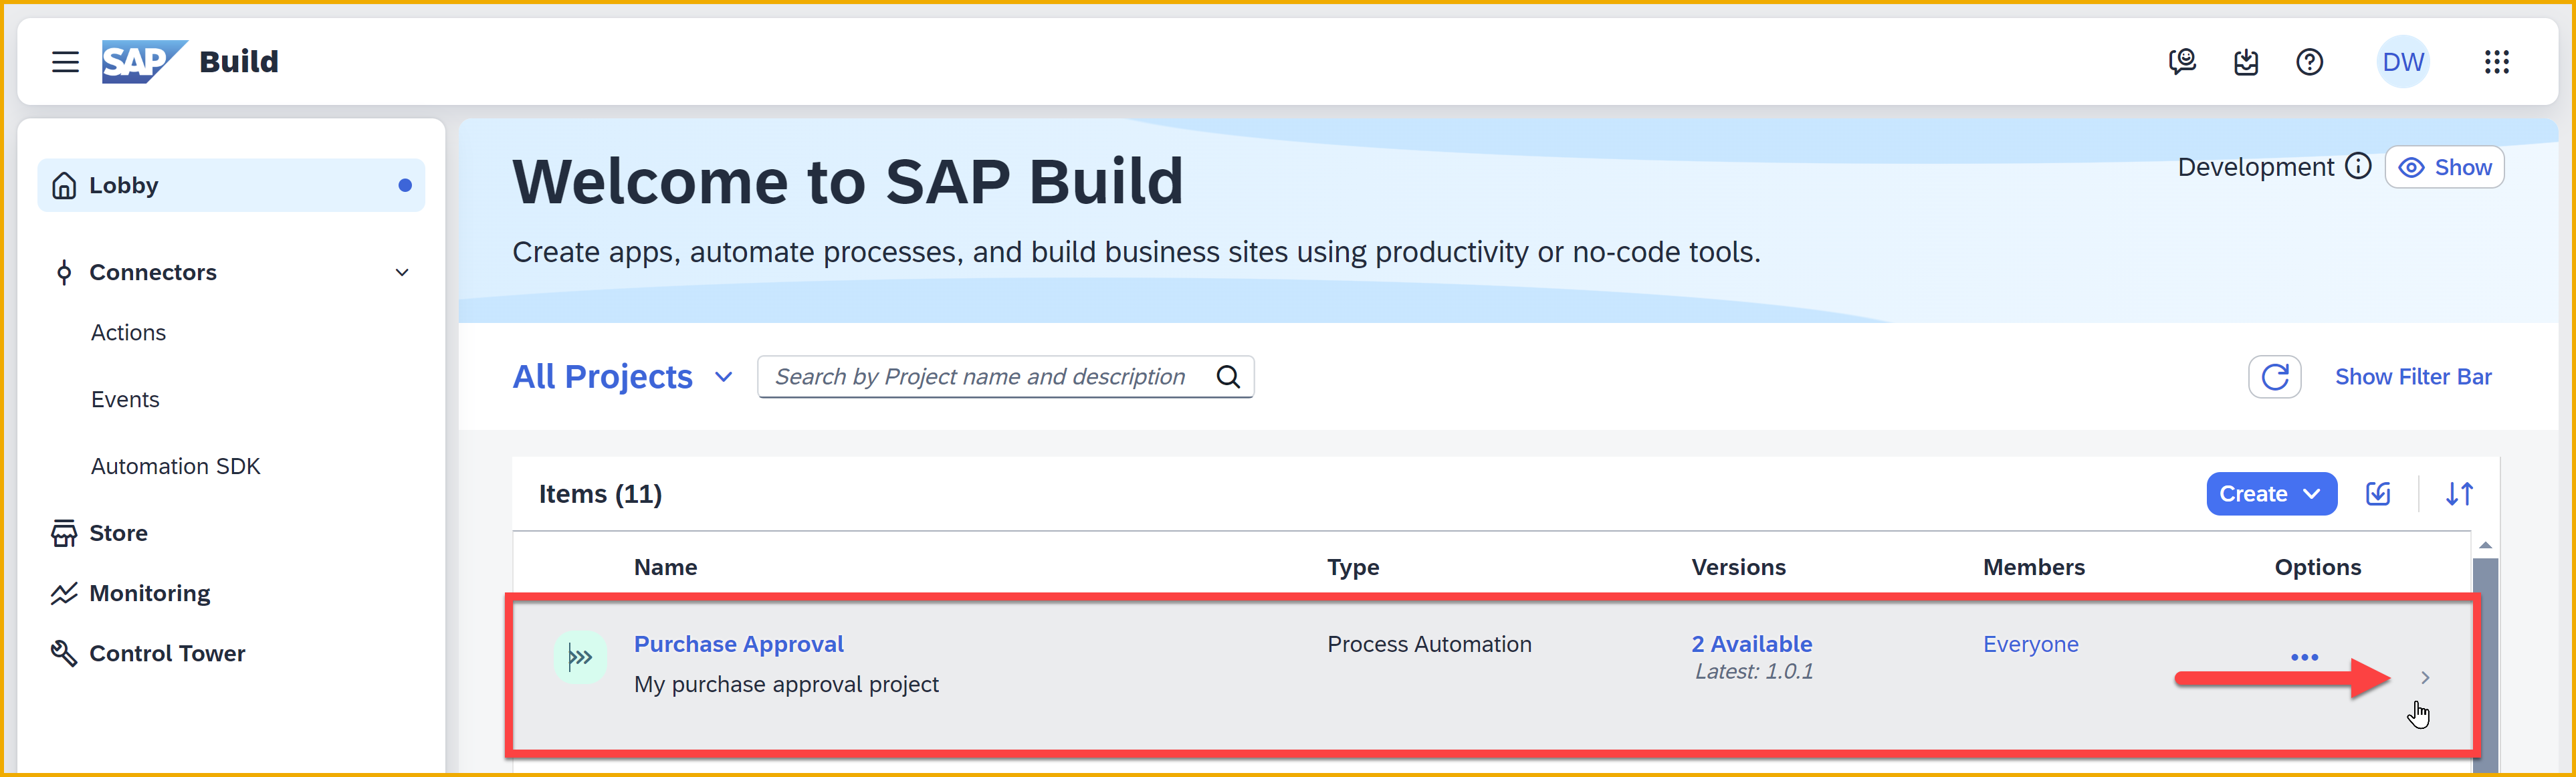 SAP Build
DW
Lobby
Connectors
Actions
Events
Automation SDK
Store
Monitoring
Control Tower
Welcome to SAP Build
Development
Show
Create apps, automate processes, and build business sites using productivity or no-code tools.
All Projects
Search by Project name and description
Show Filter Bar
Items (11)
Create
Name Type Versions Members Options
Purchase Approval Process Automation 2 Available Everyone
Latest: 1.0.1
My purchase approval project